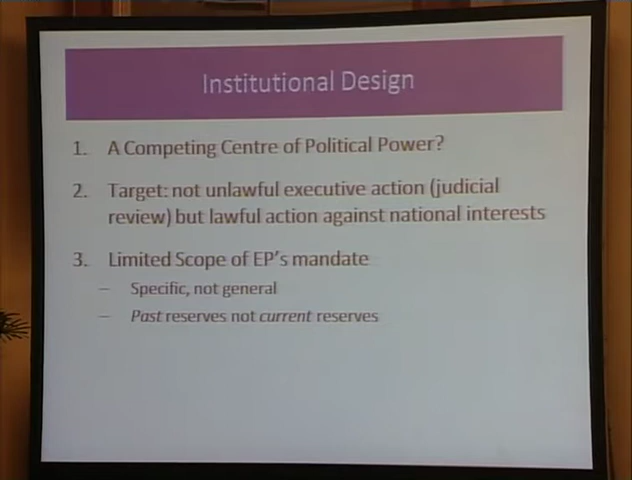 Institutional Design
1. A Competing Centre of Political Power?
2. Target: not unlawful executive action (judicial
review) but lawful action against national interests
3. Limited Scope of EP's mandate
– Specific, not general
– Past reserves not current reserves